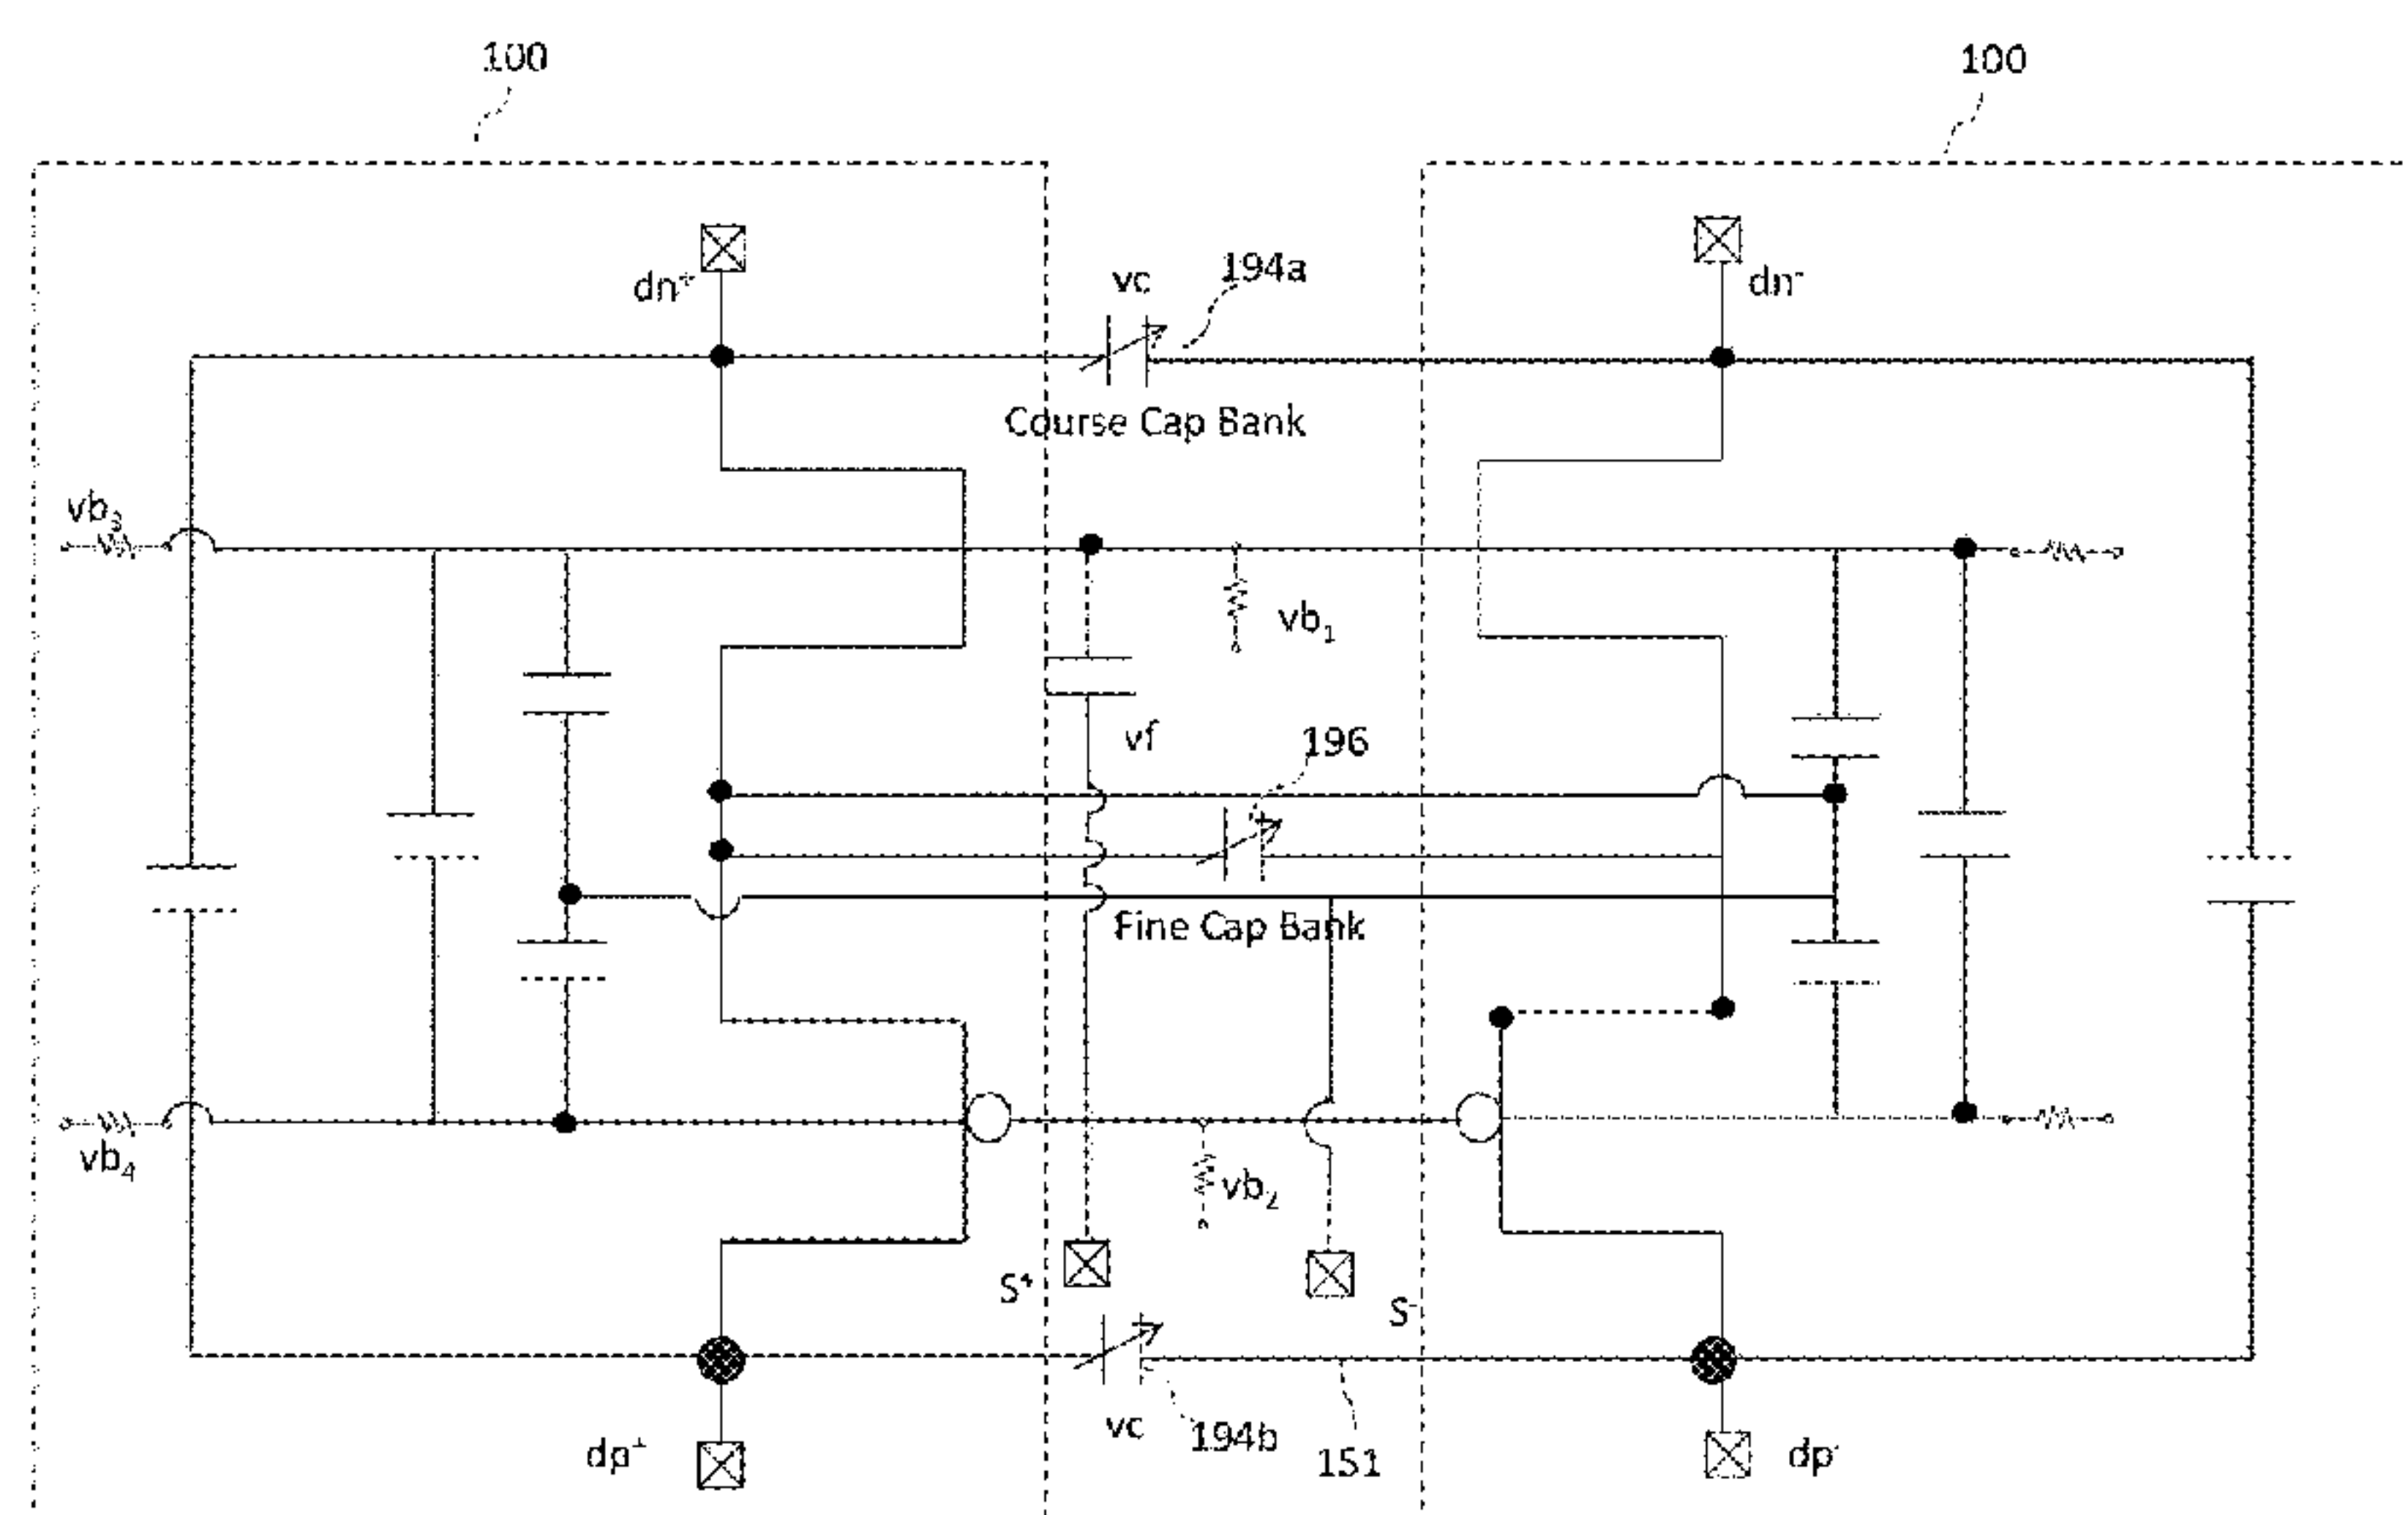 100
100
dn⁺
vc
194a
dn⁻
Course Cap Bank
vb₃
vb₁
vf
196
Fine Cap Bank
vb₄
vb₂
S⁺
S⁻
dp⁺
vc
194b
151
dp⁻